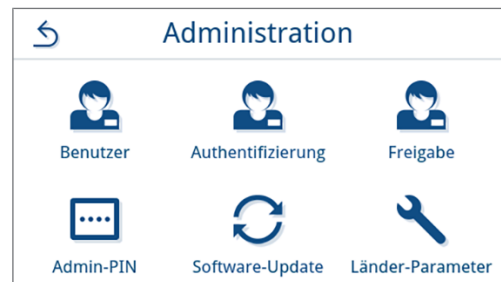 Administration
Benutzer Authentifizierung Freigabe
Admin-PIN Software-Update Länder-Parameter